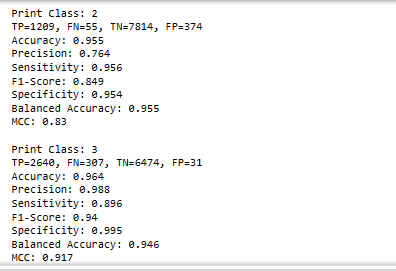 Print Class: 2
TP=1209, FN=55, TN=7814, FP=374
Accuracy: 0.955
Precision: 0.764
Sensitivity: 0.956
F1-Score: 0.849
Specificity: 0.954
Balanced Accuracy: 0.955
MCC: 0.83
Print Class: 3
TP=2640, FN=307, TN=6474, FP=31
Accuracy: 0.964
Precision: 0.988
Sensitivity: 0.896
F1-Score: 0.94
Specificity: 0.995
Balanced Accuracy: 0.946
MCC: 0.917